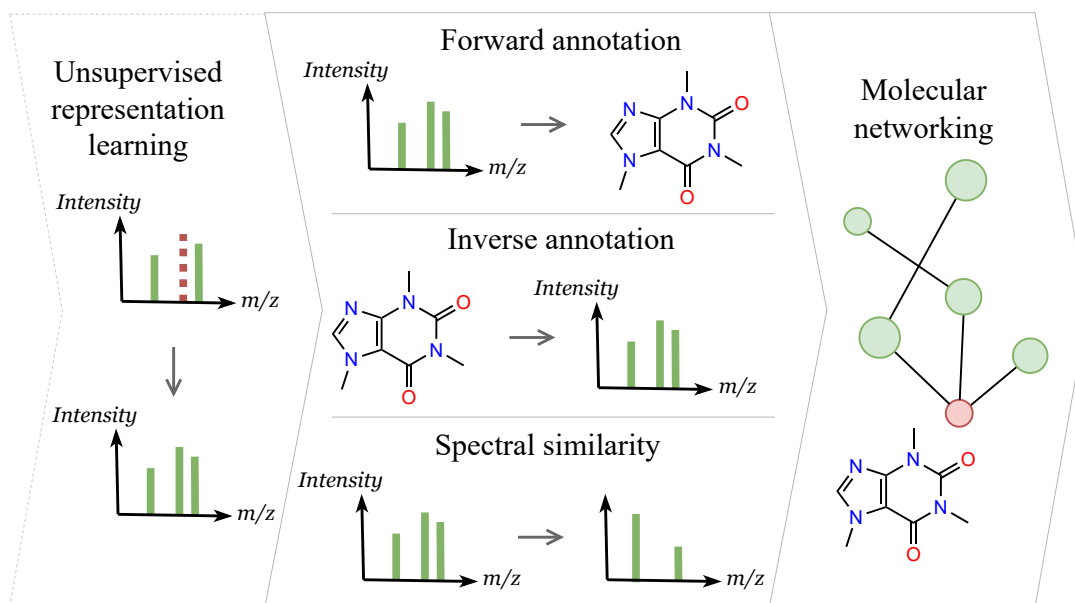 Unsupervised
representation
learning
Intensity
m/z
Intensity
m/z
Forward annotation
Intensity
m/z
N
N
N
N
O
O
Inverse annotation
N
N
N
N
O
O
Intensity
m/z
Spectral similarity
Intensity
m/z
m/z
Molecular
networking
N
N
N
N
O
O